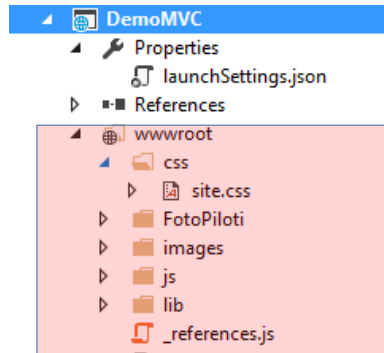 DemoMVC
Properties
launchSettings.json
References
wwwroot
css
site.css
FotoPiloti
images
js
lib
_references.js